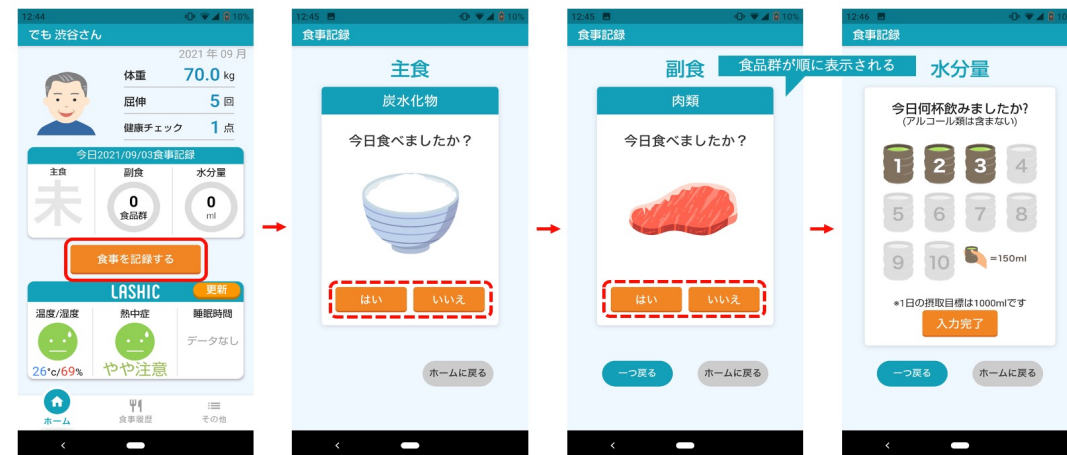 12:44
10%
でも 渋谷さん
2021 年 09 月
体重 70.0 kg
屈伸 5 回
健康チェック 1 点
今日2021/09/03食事記録
主食 副食 水分量
未
0
食品群
0
ml
食事を記録する
LASHIC
更新
温度/湿度 熱中症 睡眠時間
データなし
26°c/69% やや注意
ホーム 食事履歴 その他
12:45
10%
食事記録
主食
炭水化物
今日食べましたか？
はい いいえ
ホームに戻る
12:45
10%
食事記録
食品群が順に表示される
副食
肉類
今日食べましたか？
はい いいえ
一つ戻る ホームに戻る
12:46
食事記録
水分量
今日何杯飲みましたか?
(アルコール類は含まない)
1 2 3 4
5 6 7 8
9 10 =150ml
*1日の摂取目標は1000mlです
入力完了
一つ戻る ホームに戻る